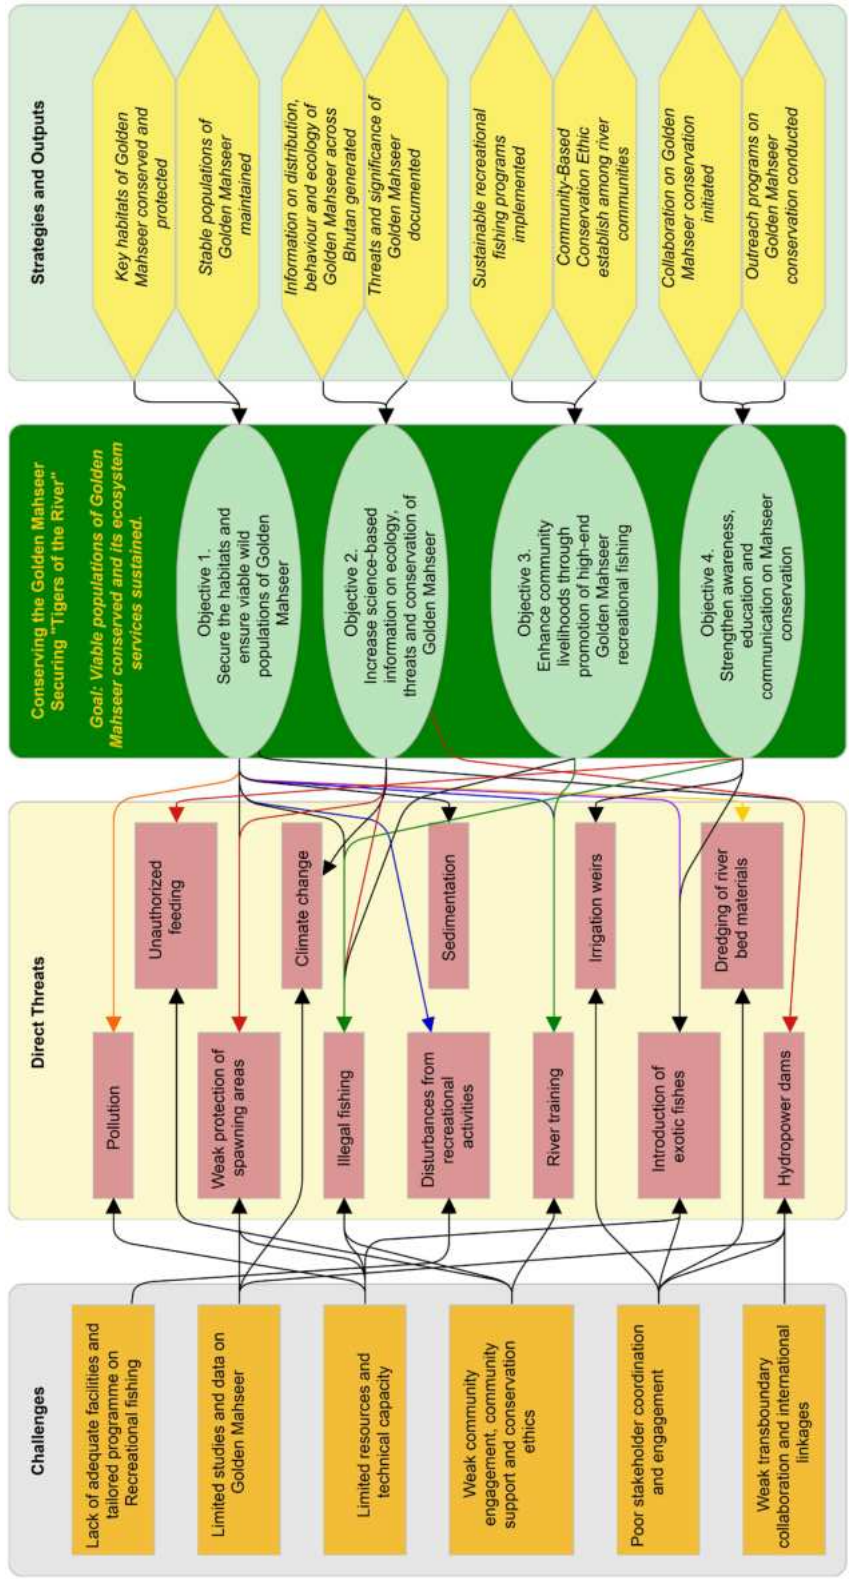 Challenges
Lack of adequate facilities and
tailored programme on
Recreational fishing
Limited studies and data on
Golden Mahseer
Limited resources and
technical capacity
Weak community
engagement, community
support and conservation
ethics
Poor stakeholder coordination
and engagement
Weak transboundary
collaboration and international
linkages
Direct Threats
Pollution
Unauthorized
feeding
Weak protection of
spawning areas
Climate change
Illegal fishing
Disturbances from
recreational
activities
Sedimentation
River training
Irrigation weirs
Introduction of
exotic fishes
Dredging of river
bed materials
Hydropower dams
Conserving the Golden Mahseer
Securing "Tigers of the River"
Goal: Viable populations of Golden
Mahseer conserved and its ecosystem
services sustained.
Objective 1.
Secure the habitats and
ensure viable wild
populations of Golden
Mahseer
Objective 2.
Increase science-based
information on ecology,
threats and conservation of
Golden Mahseer
Objective 3.
Enhance community
livelihoods through
promotion of high-end
Golden Mahseer
recreational fishing
Objective 4.
Strengthen awareness,
education and
communication on Mahseer
conservation
Strategies and Outputs
Key habitats of Golden
Mahseer conserved and
protected
Stable populations of
Golden Mahseer
maintained
Information on distribution,
behaviour and ecology of
Golden Mahseer across
Bhutan generated
Threats and significance of
Golden Mahseer
documented
Sustainable recreational
fishing programs
implemented
Community-Based
Conservation Ethic
establish among river
communities
Collaboration on Golden
Mahseer conservation
initiated
Outreach programs on
Golden Mahseer
conservation conducted